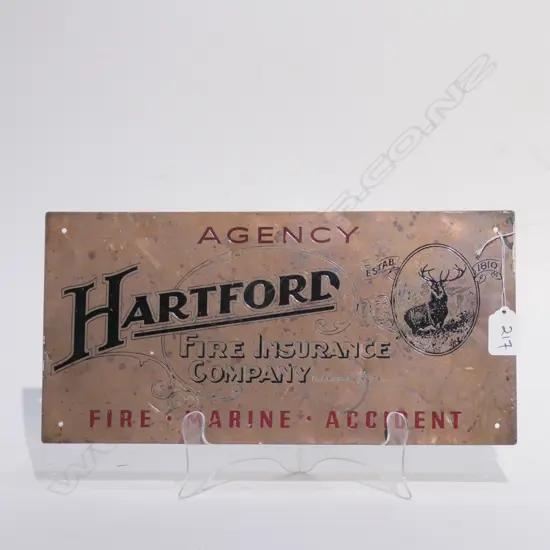 AGENCY
ESTAB. 1810
HARTFORD
FIRE INSURANCE
COMPANY
FIRE · MARINE · ACCIDENT
217